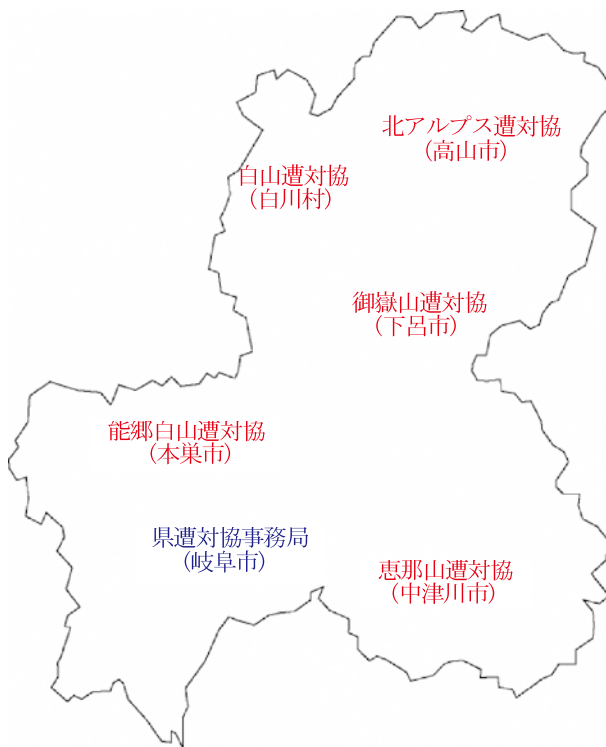 北アルプス遭対協
(高山市)
白山遭対協
(白川村)
御嶽山遭対協
(下呂市)
能郷白山遭対協
(本巣市)
県遭対協事務局
(岐阜市)
恵那山遭対協
(中津川市)